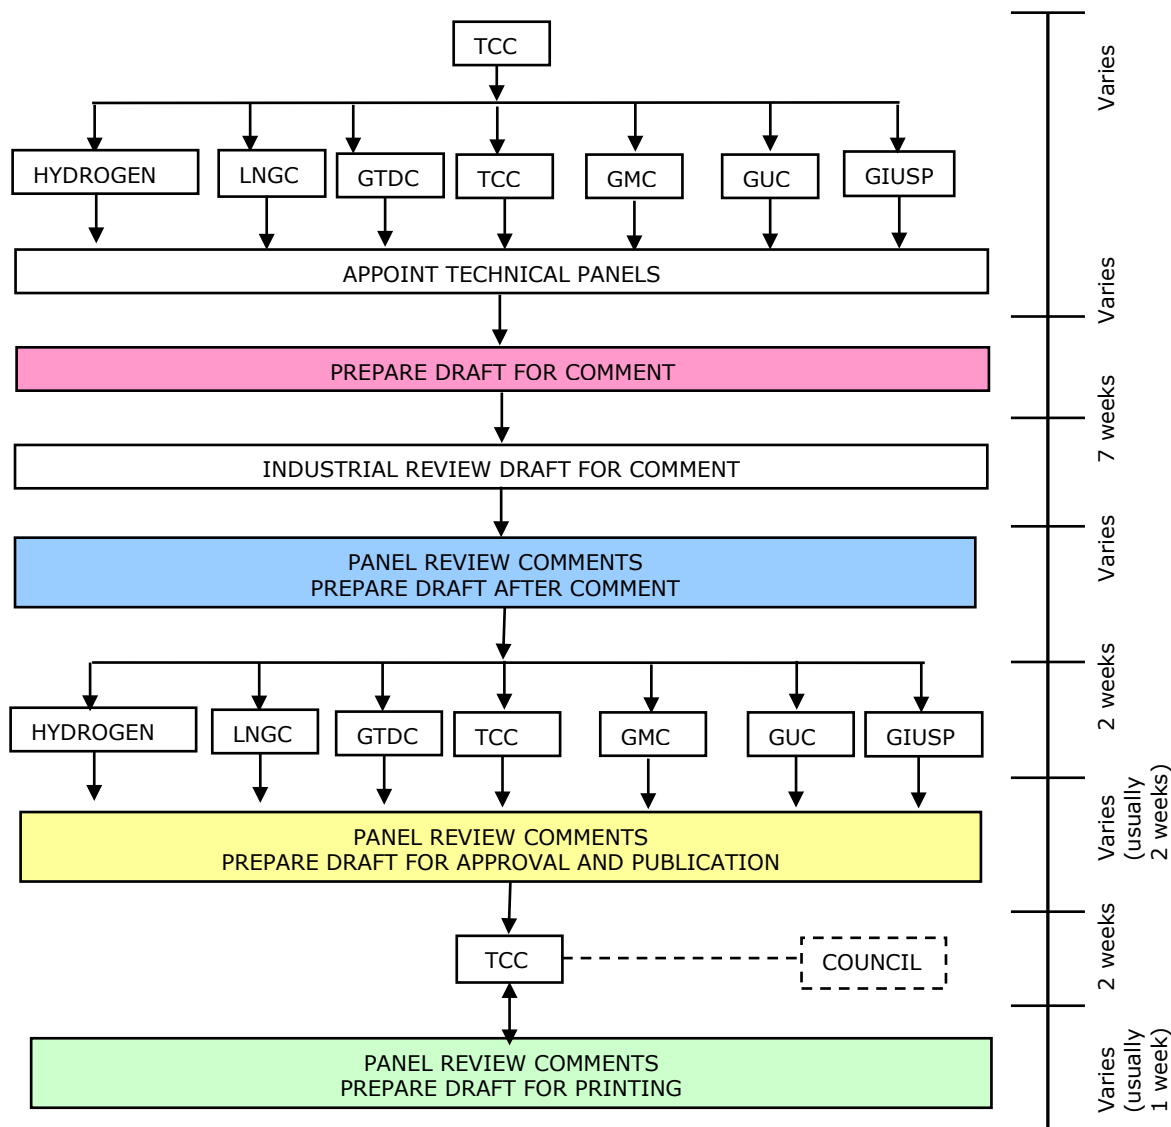 TCC
Varies
HYDROGEN
LNGC
GTDC
TCC
GMC
GUC
GIUSP
APPOINT TECHNICAL PANELS
Varies
PREPARE DRAFT FOR COMMENT
7 weeks
INDUSTRIAL REVIEW DRAFT FOR COMMENT
PANEL REVIEW COMMENTS
PREPARE DRAFT AFTER COMMENT
Varies
2 weeks
HYDROGEN
LNGC
GTDC
TCC
GMC
GUC
GIUSP
PANEL REVIEW COMMENTS
PREPARE DRAFT FOR APPROVAL AND PUBLICATION
Varies
(usually
2 weeks)
TCC
COUNCIL
2 weeks
PANEL REVIEW COMMENTS
PREPARE DRAFT FOR PRINTING
Varies
(usually
1 week)